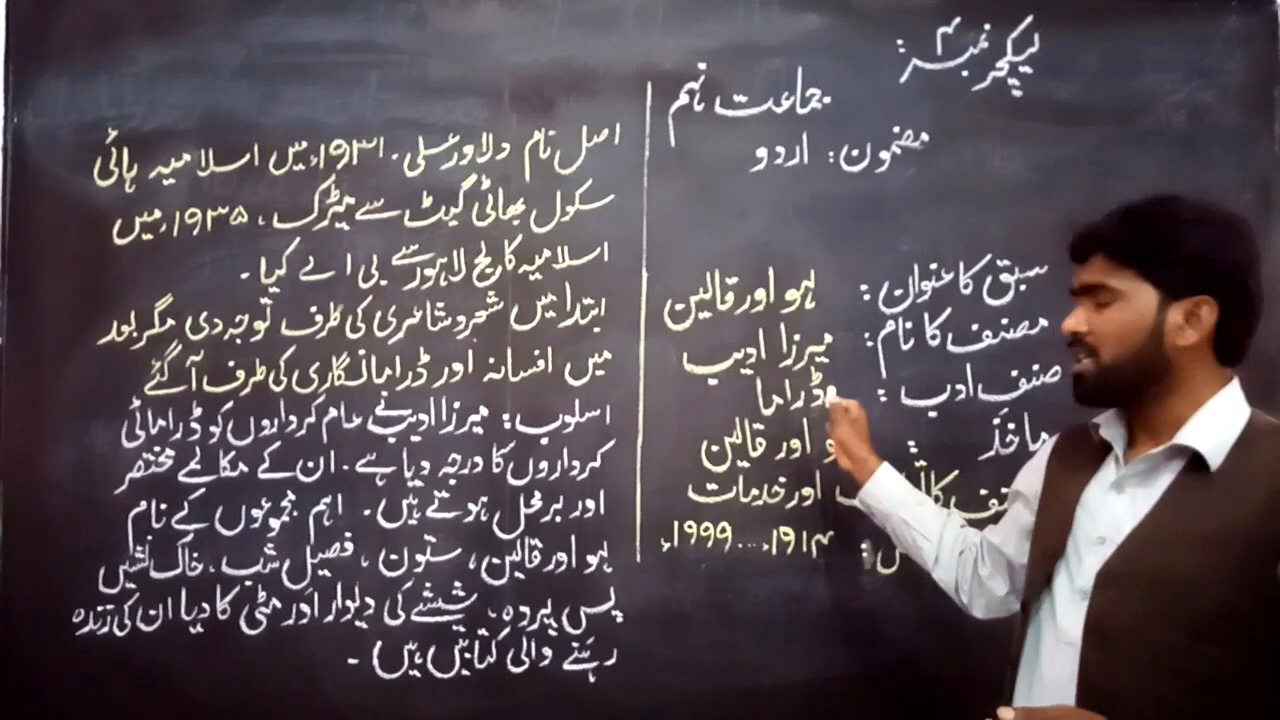 لیکچر نمبر ۴:
جماعت نہم
مضمون: اردو
سبق کا عنوان: لہو اور قالین
مصنف کا نام: میرزا ادیب
صنف ادب: ڈراما
ماخذ: و اور قالین
نف کا اور خدمات
۱۹۱۴ء....1999ء
اصل نام دلاور علی۔ ۱۹۳۱ء میں اسلامیہ ہائی
سکول بھاٹی گیٹ سے میٹرک، ۱۹۳۵ء میں
اسلامیہ کالج لاہور سے بی اے کیا۔
ابتدا میں شعر و شاعری کی طرف توجہ دی مگر بعد
میں افسانہ اور ڈراما نگاری کی طرف آ گئے
اسلوب: میرزا ادیب نے عام کرداروں کو ڈرامائی
کرداروں کا درجہ دیا ہے۔ ان کے مکالمے مختصر
اور برمحل ہوتے ہیں۔ اہم مجموعوں کے نام
لہو اور قالین، ستون، فصیلِ شب، خاک نشیں
پس پردہ، شیشے کی دیوار اور مٹی کا دیا ان کی زندہ
رہنے والی کتابیں ہیں۔